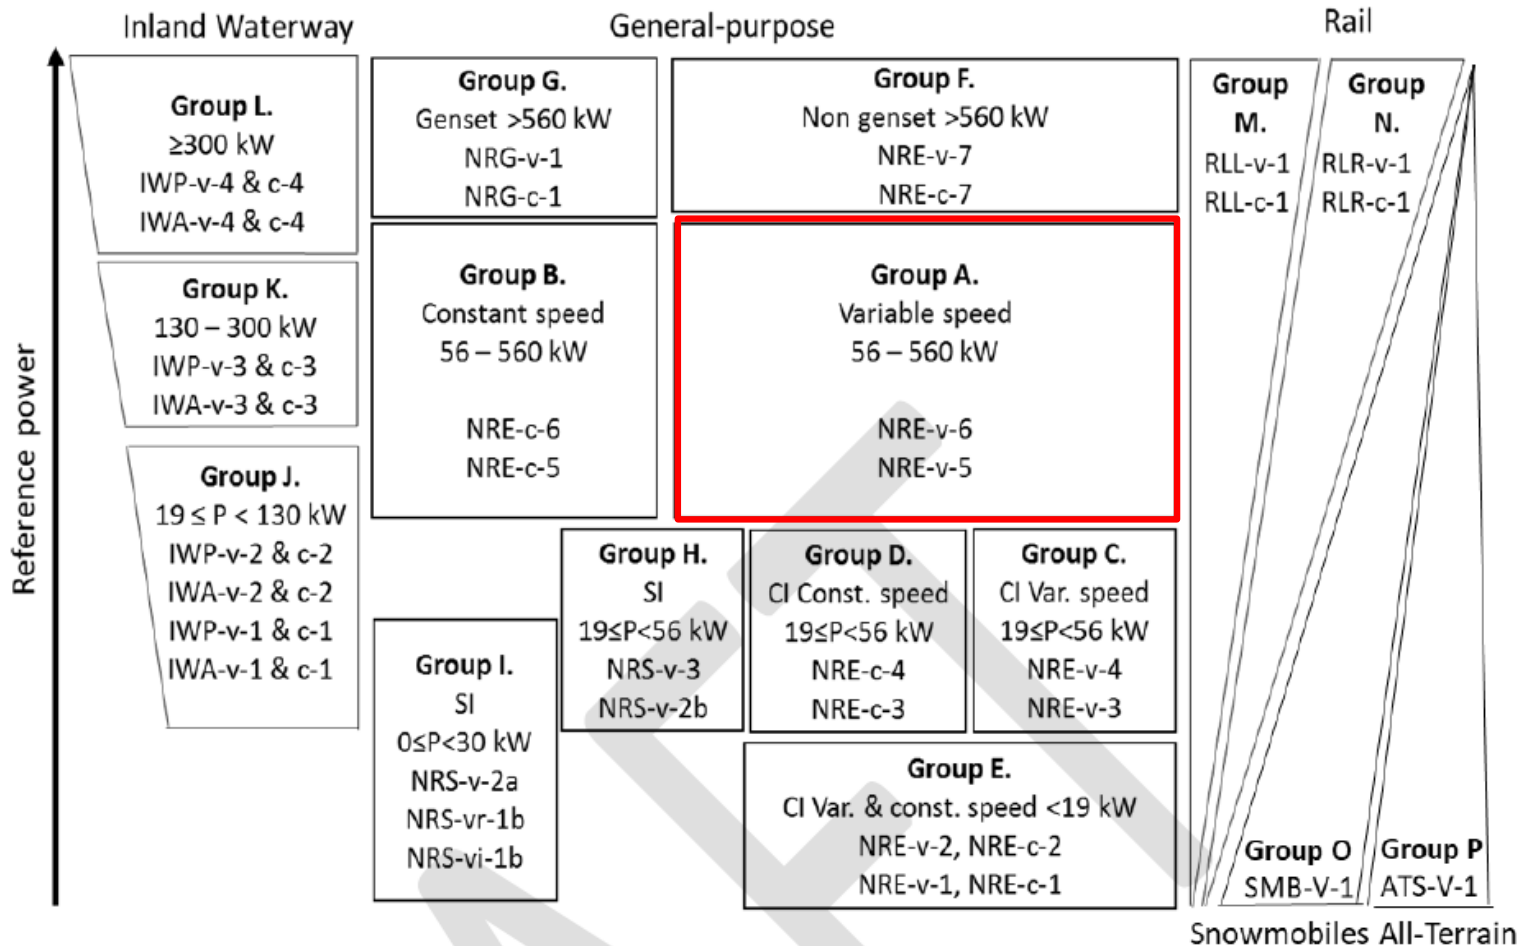 Inland Waterway
General-purpose
Rail
Reference power
Group L.
≥300 kW
IWP-v-4 & c-4
IWA-v-4 & c-4
Group K.
130 – 300 kW
IWP-v-3 & c-3
IWA-v-3 & c-3
Group J.
19 ≤ P < 130 kW
IWP-v-2 & c-2
IWA-v-2 & c-2
IWP-v-1 & c-1
IWA-v-1 & c-1
Group G.
Genset >560 kW
NRG-v-1
NRG-c-1
Group F.
Non genset >560 kW
NRE-v-7
NRE-c-7
Group B.
Constant speed
56 – 560 kW
NRE-c-6
NRE-c-5
Group A.
Variable speed
56 – 560 kW
NRE-v-6
NRE-v-5
Group H.
SI
19≤P<56 kW
NRS-v-3
NRS-v-2b
Group D.
CI Const. speed
19≤P<56 kW
NRE-c-4
NRE-c-3
Group C.
CI Var. speed
19≤P<56 kW
NRE-v-4
NRE-v-3
Group I.
SI
0≤P<30 kW
NRS-v-2a
NRS-vr-1b
NRS-vi-1b
Group E.
CI Var. & const. speed <19 kW
NRE-v-2, NRE-c-2
NRE-v-1, NRE-c-1
Group
M.
RLL-v-1
RLL-c-1
Group
N.
RLR-v-1
RLR-c-1
Group O
SMB-V-1
Group P
ATS-V-1
Snowmobiles
All-Terrain